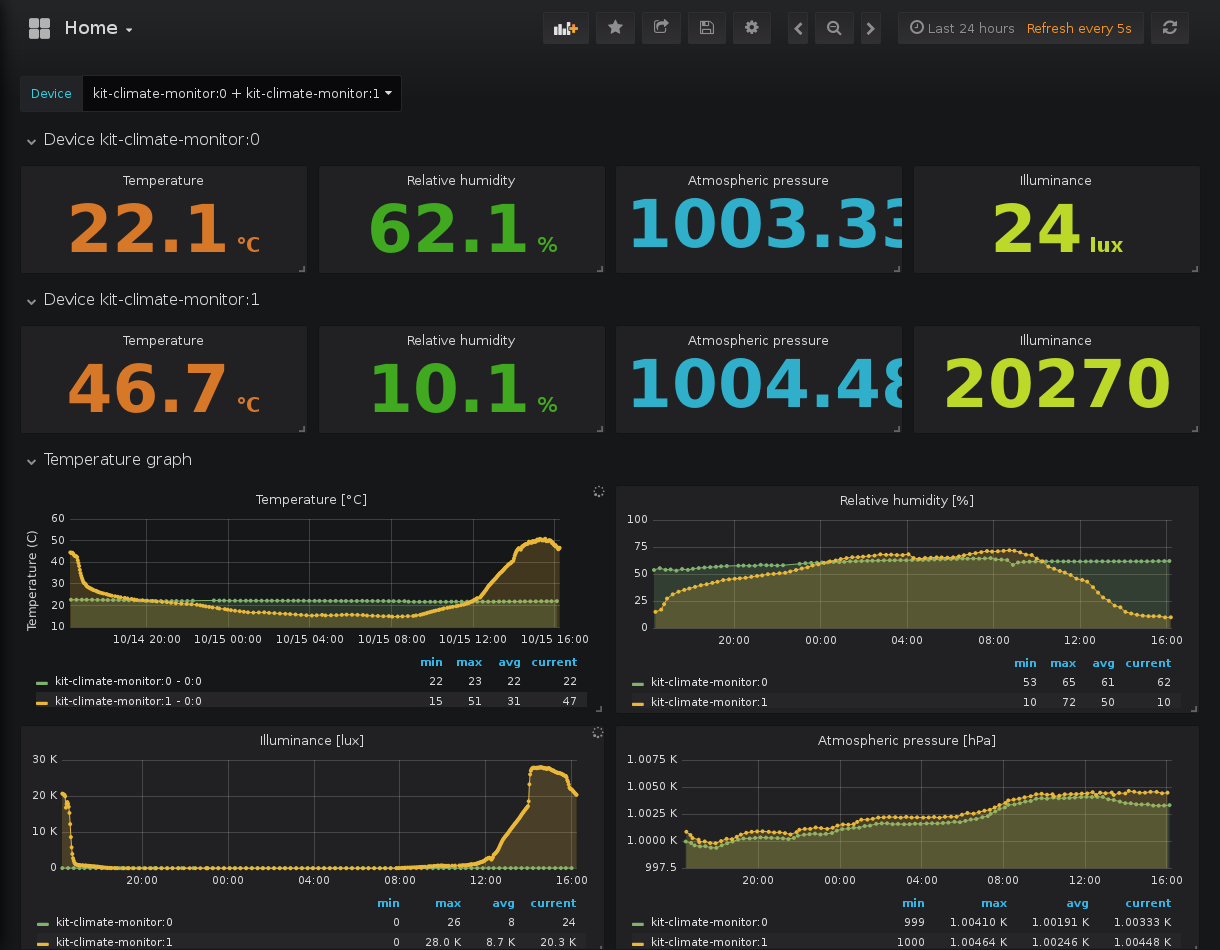 Home
Last 24 hours Refresh every 5s
Device kit-climate-monitor:0 + kit-climate-monitor:1
Device kit-climate-monitor:0
Temperature Relative humidity Atmospheric pressure Illuminance
22.1 °C 62.1 % 1003.33 24 lux
Device kit-climate-monitor:1
Temperature Relative humidity Atmospheric pressure Illuminance
46.7 °C 10.1 % 1004.48 20270
Temperature graph
Temperature [°C]
Temperature (C)
60
50
40
30
20
10
10/14 20:00 10/15 00:00 10/15 04:00 10/15 08:00 10/15 12:00 10/15 16:00
min max avg current
kit-climate-monitor:0 - 0:0 22 23 22 22
kit-climate-monitor:1 - 0:0 15 51 31 47
Relative humidity [%]
100
75
50
25
0
20:00 00:00 04:00 08:00 12:00 16:00
min max avg current
kit-climate-monitor:0 53 65 61 62
kit-climate-monitor:1 10 72 50 10
Illuminance [lux]
30 K
20 K
10 K
0
20:00 00:00 04:00 08:00 12:00 16:00
min max avg current
kit-climate-monitor:0 0 26 8 24
kit-climate-monitor:1 0 28.0 K 8.7 K 20.3 K
Atmospheric pressure [hPa]
1.0075 K
1.0050 K
1.0025 K
1.0000 K
997.5
20:00 00:00 04:00 08:00 12:00 16:00
min max avg current
kit-climate-monitor:0 999 1.00410 K 1.00191 K 1.00333 K
kit-climate-monitor:1 1000 1.00464 K 1.00246 K 1.00448 K